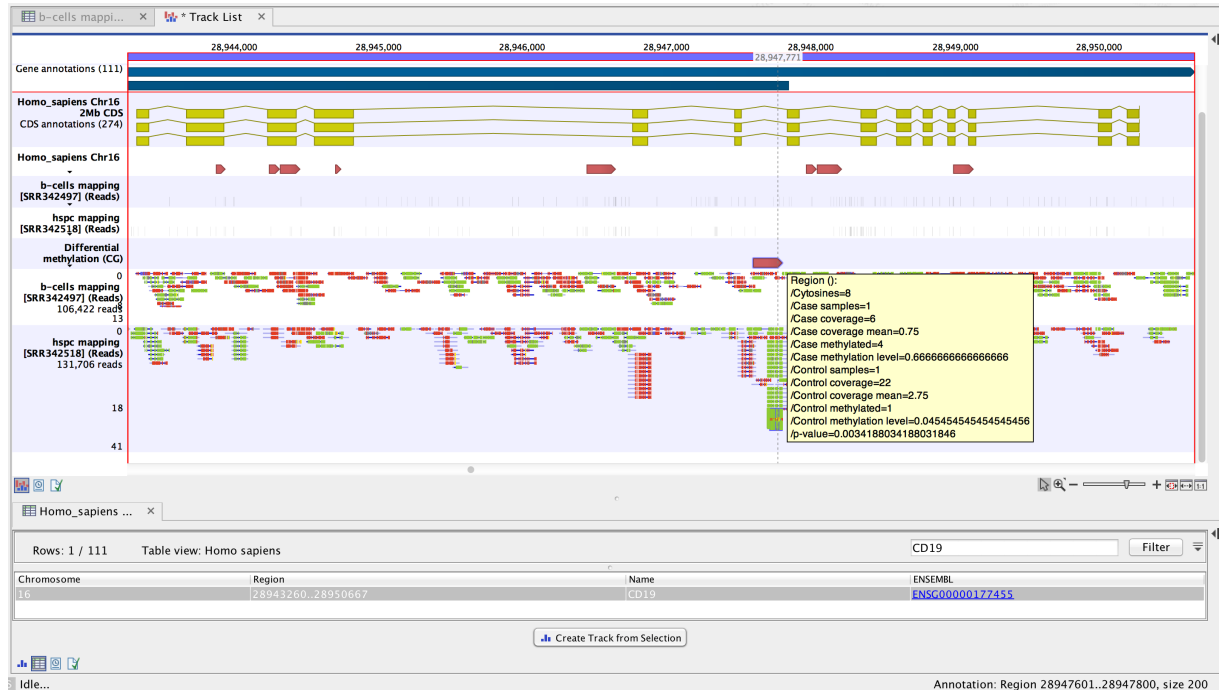 b-cells mappi...
* Track List
28,944,000 28,945,000 28,946,000 28,947,000 28,948,000 28,949,000 28,950,000
28,947,771
Gene annotations (111)
Homo_sapiens Chr16
2Mb CDS
CDS annotations (274)
Homo_sapiens Chr16
b-cells mapping
[SRR342497] (Reads)
hspc mapping
[SRR342518] (Reads)
Differential
methylation (CG)
0
b-cells mapping
[SRR342497] (Reads)
106,422 reads
13
0
hspc mapping
[SRR342518] (Reads)
131,706 reads
18
41
Region ():
/Cytosines=8
/Case samples=1
/Case coverage=6
/Case coverage mean=0.75
/Case methylated=4
/Case methylation level=0.6666666666666666
/Control samples=1
/Control coverage=22
/Control coverage mean=2.75
/Control methylated=1
/Control methylation level=0.045454545454545456
/p-value=0.0034188034188031846
1:1
Homo_sapiens ...
Rows: 1 / 111 Table view: Homo sapiens CD19 Filter
Chromosome Region Name ENSEMBL
16 28943260..28950667 CD19 ENSG00000177455
Create Track from Selection
Idle... Annotation: Region 28947601..28947800, size 200